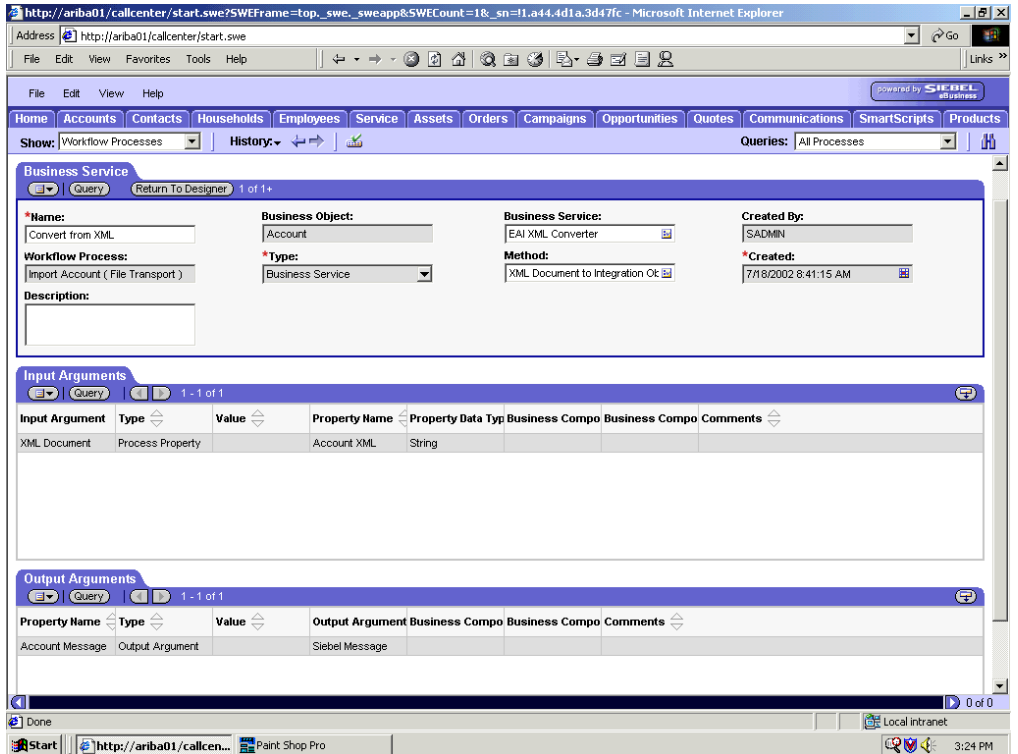 http://ariba01/callcenter/start.swe?SWEFrame=top._swe._sweapp&SWECount=1&_sn=!1.a44.4d1a.3d47fc - Microsoft Internet Explorer
Address http://ariba01/callcenter/start.swe Go
File Edit View Favorites Tools Help Links »
File Edit View Help powered by SIEBEL eBusiness
Home Accounts Contacts Households Employees Service Assets Orders Campaigns Opportunities Quotes Communications SmartScripts Products
Show: Workflow Processes History: Queries: All Processes
Business Service
Query Return To Designer 1 of 1+
*Name: Business Object: Business Service: Created By:
Convert from XML Account EAI XML Converter SADMIN
Workflow Process: *Type: Method: *Created:
Import Account ( File Transport ) Business Service XML Document to Integration Ot 7/18/2002 8:41:15 AM
Description:
Input Arguments
Query 1 - 1 of 1
Input Argument Type Value Property Name Property Data Typ Business Compo Business Compo Comments
XML Document Process Property Account XML String
Output Arguments
Query 1 - 1 of 1
Property Name Type Value Output Argument Business Compo Business Compo Comments
Account Message Output Argument Siebel Message
0 of 0
Done Local intranet
Start http://ariba01/callcen... Paint Shop Pro 3:24 PM